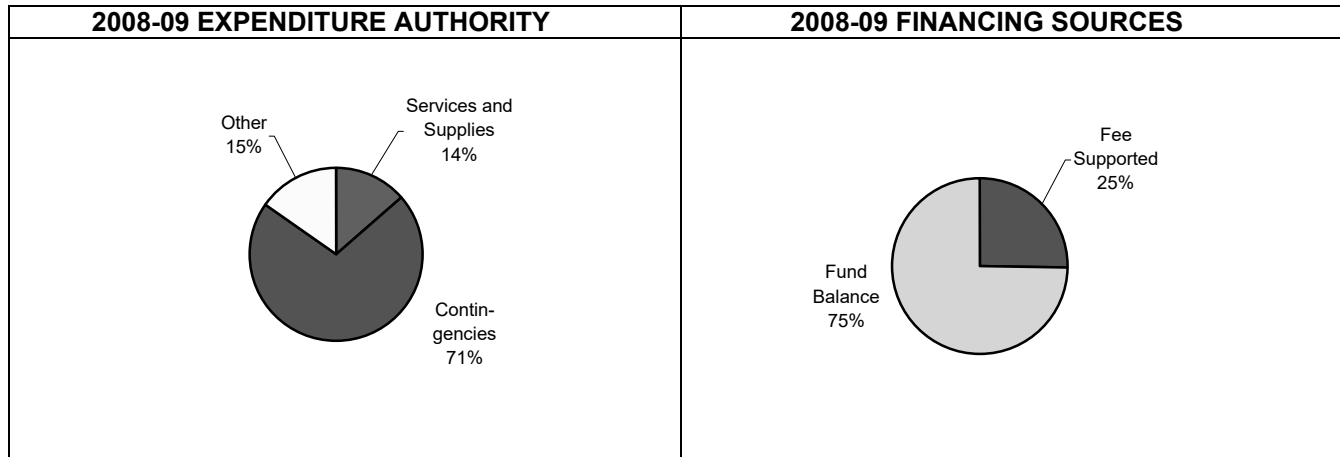 2008-09 EXPENDITURE AUTHORITY
Other
15%
Services and
Supplies
14%
Contin-
gencies
71%
2008-09 FINANCING SOURCES
Fee
Supported
25%
Fund
Balance
75%